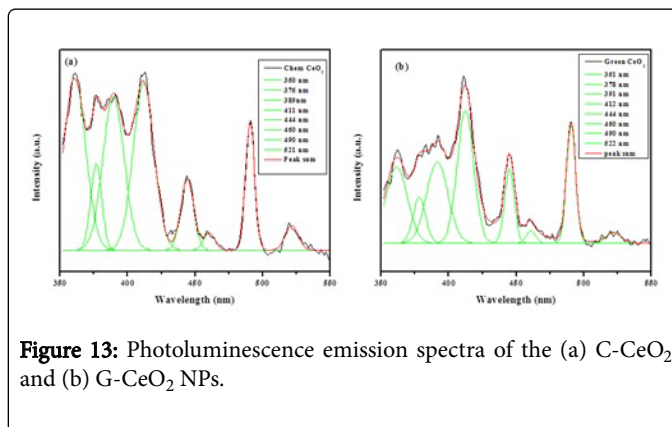 (a)
Chem CeO₂
360 nm
376 nm
389nm
411 nm
444 nm
460 nm
490 nm
521 nm
Peak sum
Intensity (a.u.)
350 400 450 500 550
Wavelength (nm)
(b)
Green CeO₂
361 nm
378 nm
391 nm
412 nm
444 nm
460 nm
490 nm
522 nm
peak sum
Intensity (a.u.)
350 400 450 500 550
Wavelength (nm)
Figure 13: Photoluminescence emission spectra of the (a) C-CeO₂
and (b) G-CeO₂ NPs.